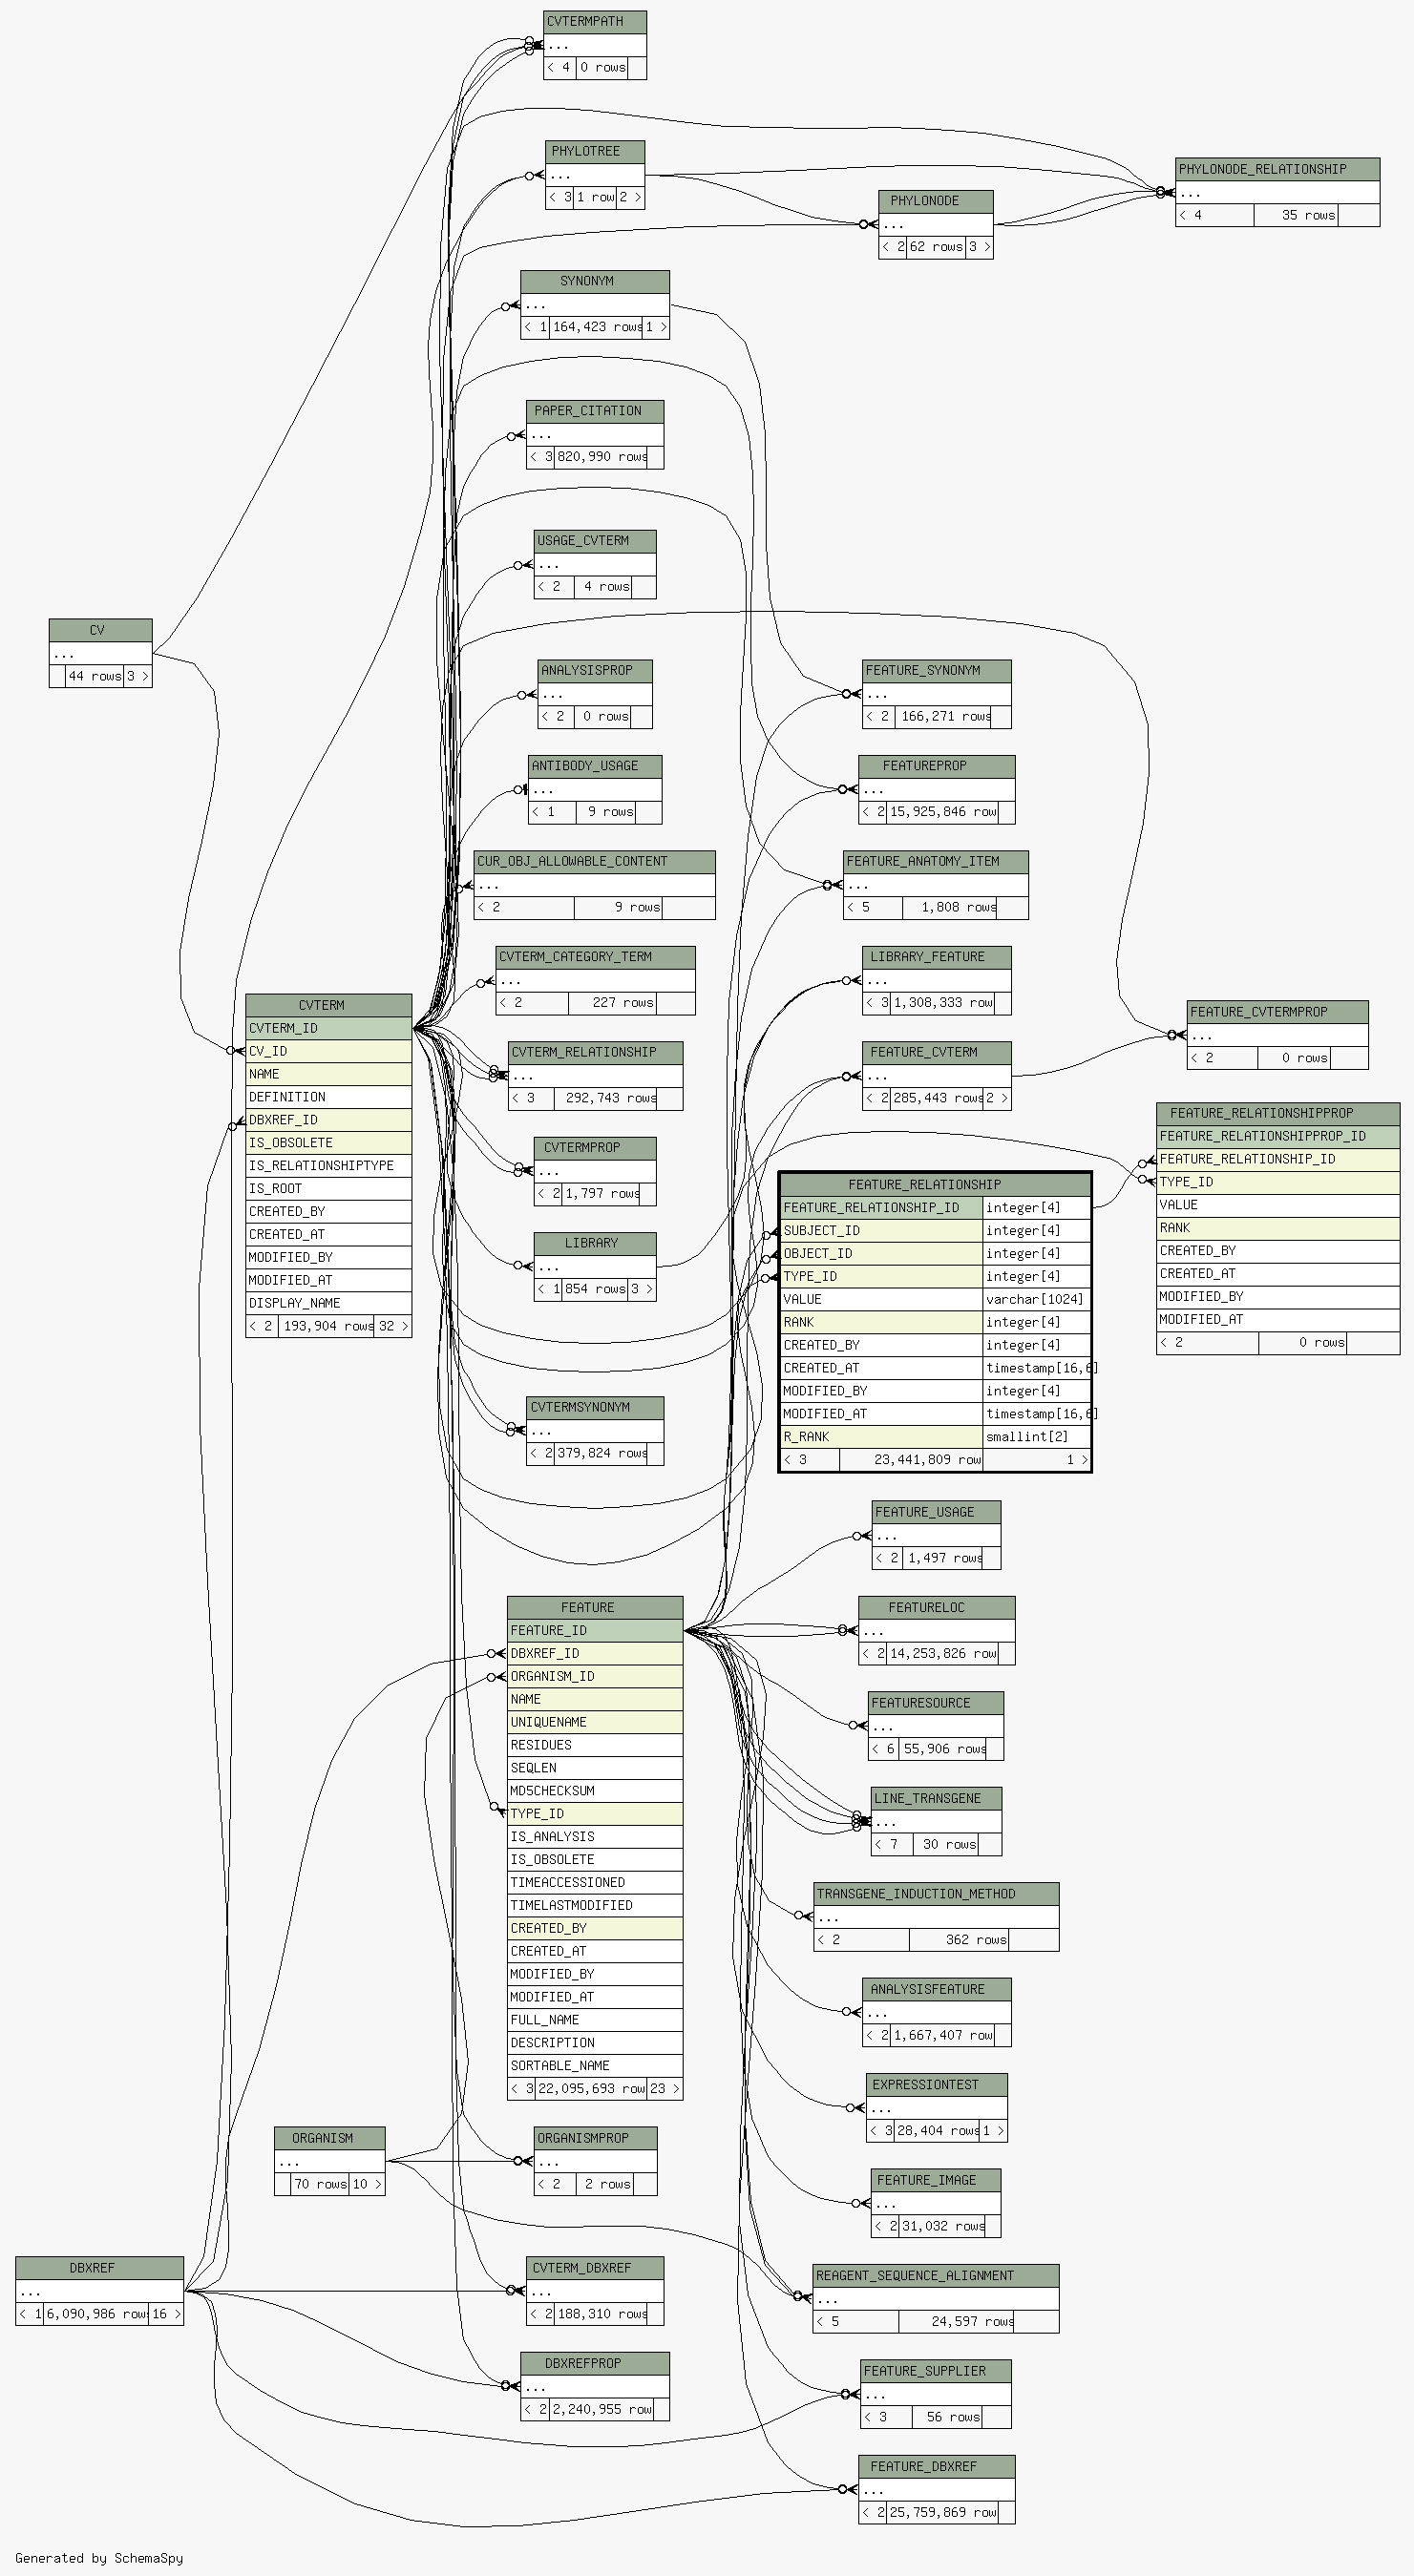 CVTERMPATH
...
< 4 0 rows
PHYLOTREE
...
< 3 1 row 2 >
PHYLONODE_RELATIONSHIP
...
< 4 35 rows
PHYLONODE
...
< 2 62 rows 3 >
SYNONYM
...
< 1 164,423 rows 1 >
PAPER_CITATION
...
< 3 820,990 rows
USAGE_CVTERM
...
< 2 4 rows
CV
...
44 rows 3 >
ANALYSISPROP
...
< 2 0 rows
FEATURE_SYNONYM
...
< 2 166,271 rows
ANTIBODY_USAGE
...
< 1 9 rows
FEATUREPROP
...
< 2 15,925,846 row
CUR_OBJ_ALLOWABLE_CONTENT
...
< 2 9 rows
FEATURE_ANATOMY_ITEM
...
< 5 1,808 rows
CVTERM_CATEGORY_TERM
...
< 2 227 rows
LIBRARY_FEATURE
...
< 3 1,308,333 row
CVTERM
CVTERM_ID
CV_ID
NAME
DEFINITION
DBXREF_ID
IS_OBSOLETE
IS_RELATIONSHIPTYPE
IS_ROOT
CREATED_BY
CREATED_AT
MODIFIED_BY
MODIFIED_AT
DISPLAY_NAME
< 2 193,904 rows 32 >
CVTERM_RELATIONSHIP
...
< 3 292,743 rows
FEATURE_CVTERM
...
< 2 285,443 rows 2 >
FEATURE_CVTERMPROP
...
< 2 0 rows
CVTERMPROP
...
< 2 1,797 rows
LIBRARY
...
< 1 854 rows 3 >
FEATURE_RELATIONSHIP
FEATURE_RELATIONSHIP_ID integer[4]
SUBJECT_ID integer[4]
OBJECT_ID integer[4]
TYPE_ID integer[4]
VALUE varchar[1024]
RANK integer[4]
CREATED_BY integer[4]
CREATED_AT timestamp[16,6]
MODIFIED_BY integer[4]
MODIFIED_AT timestamp[16,6]
R_RANK smallint[2]
< 3 23,441,809 row 1 >
FEATURE_RELATIONSHIPPROP
FEATURE_RELATIONSHIPPROP_ID
FEATURE_RELATIONSHIP_ID
TYPE_ID
VALUE
RANK
CREATED_BY
CREATED_AT
MODIFIED_BY
MODIFIED_AT
< 2 0 rows
CVTERMSYNONYM
...
< 2 379,824 rows
FEATURE_USAGE
...
< 2 1,497 rows
FEATURE
FEATURE_ID
DBXREF_ID
ORGANISM_ID
NAME
UNIQUENAME
RESIDUES
SEQLEN
MD5CHECKSUM
TYPE_ID
IS_ANALYSIS
IS_OBSOLETE
TIMEACCESSIONED
TIMELASTMODIFIED
CREATED_BY
CREATED_AT
MODIFIED_BY
MODIFIED_AT
FULL_NAME
DESCRIPTION
SORTABLE_NAME
< 3 22,095,693 row 23 >
FEATURELOC
...
< 2 14,253,826 row
FEATURESOURCE
...
< 6 55,906 rows
LINE_TRANSGENE
...
< 7 30 rows
TRANSGENE_INDUCTION_METHOD
...
< 2 362 rows
ANALYSISFEATURE
...
< 2 1,667,407 row
EXPRESSIONTEST
...
< 3 28,404 rows 1 >
ORGANISM
...
70 rows 10 >
ORGANISMPROP
...
< 2 2 rows
FEATURE_IMAGE
...
< 2 31,032 rows
DBXREF
...
< 1 6,090,986 rows 16 >
CVTERM_DBXREF
...
< 2 188,310 rows
REAGENT_SEQUENCE_ALIGNMENT
...
< 5 24,597 rows
DBXREFPROP
...
< 2 2,240,955 row
FEATURE_SUPPLIER
...
< 3 56 rows
FEATURE_DBXREF
...
< 2 25,759,869 row
Generated by SchemaSpy